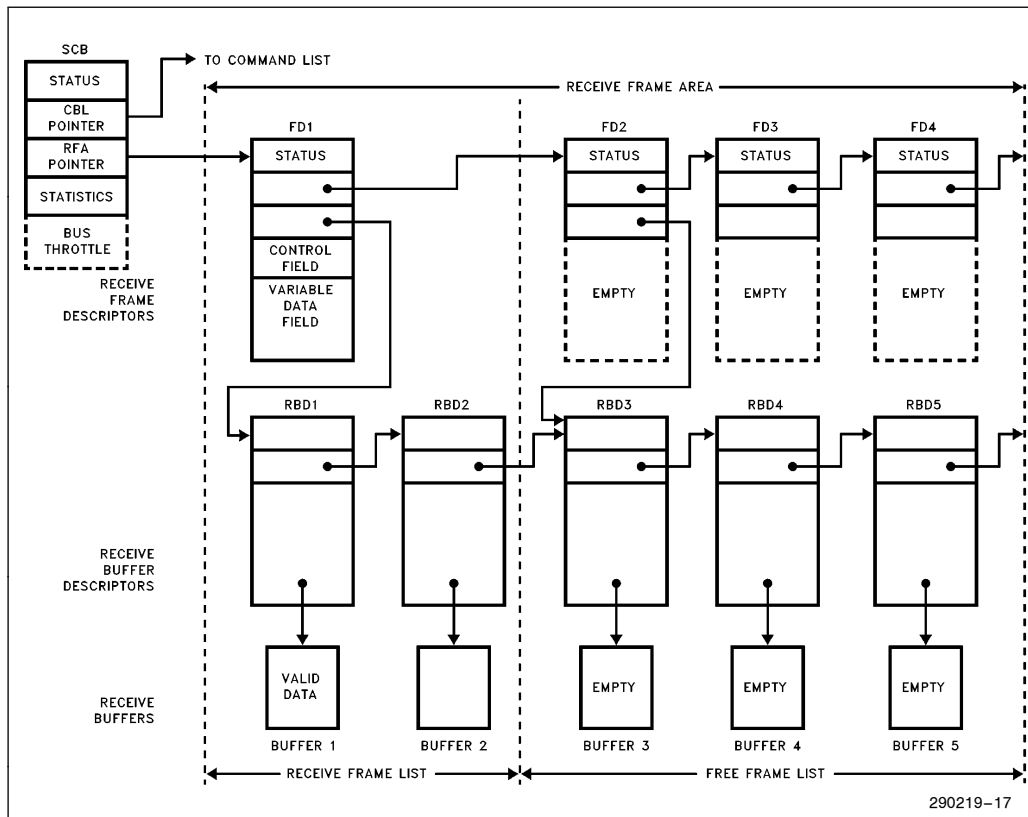 SCB
STATUS
CBL
POINTER
RFA
POINTER
STATISTICS
BUS
THROTTLE
TO COMMAND LIST
RECEIVE FRAME AREA
FD1
STATUS
CONTROL
FIELD
VARIABLE
DATA
FIELD
FD2
STATUS
EMPTY
FD3
STATUS
EMPTY
FD4
STATUS
EMPTY
RECEIVE
FRAME
DESCRIPTORS
RBD1
RBD2
RBD3
RBD4
RBD5
RECEIVE
BUFFER
DESCRIPTORS
RECEIVE
BUFFERS
VALID
DATA
EMPTY
EMPTY
EMPTY
BUFFER 1
BUFFER 2
BUFFER 3
BUFFER 4
BUFFER 5
RECEIVE FRAME LIST
FREE FRAME LIST
290219–17